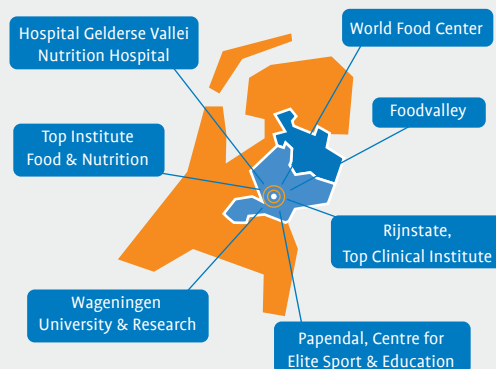 Hospital Gelderse Vallei
Nutrition Hospital
World Food Center
Foodvalley
Top Institute
Food & Nutrition
Rijnstate,
Top Clinical Institute
Wageningen
University & Research
Papendal, Centre for
Elite Sport & Education